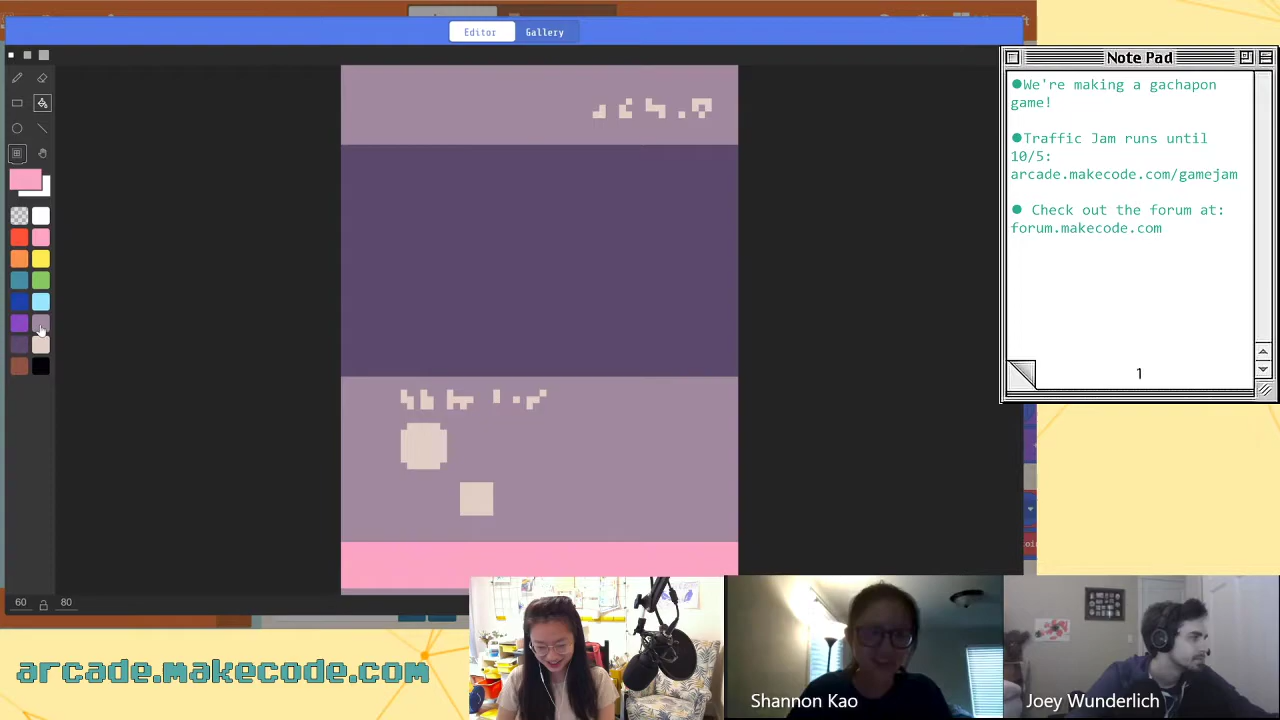 Editor
Gallery
Note Pad
●We're making a gachapon
game!
●Traffic Jam runs until
10/5:
arcade.makecode.com/gamejam
● Check out the forum at:
forum.makecode.com
1
60
80
arcade.makecode.com
Shannon Kao
Joey Wunderlich